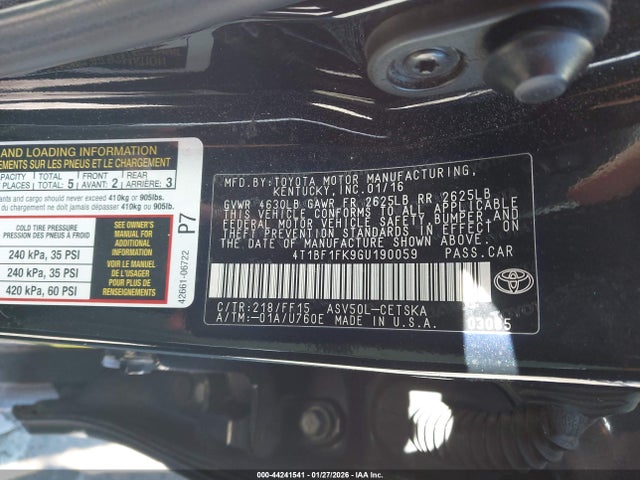 AND LOADING INFORMATION
EMENTS SUR LES PNEUS ET LE CHARGEMENT
CAPACITY TOTAL FRONT REAR
PLACES TOTAL: 5 AVANT: 2 ARRIÈRE: 3
ants and cargo should never exceed 410kg or 905lbs.
du chargement ne doit jamais dépasser 410kg ou 905lbs.
COLD TIRE PRESSURE
PRESSION DES PNEUS À FROID
240 kPa, 35 PSI
240 kPa, 35 PSI
420 kPa, 60 PSI
SEE OWNER'S
MANUAL FOR
ADDITIONAL
INFORMATION
VOIR LE MANUEL
DE L'USAGER
POUR PLUS DE
RENSEIGNEMENTS
42661-06722 P7
MFD.BY:TOYOTA MOTOR MANUFACTURING,
KENTUCKY,INC.01/16
GVWR 4630LB GAWR FR 2625LB RR 2625LB
THIS VEHICLE CONFORMS TO ALL APPLICABLE
FEDERAL MOTOR VEHICLE SAFETY, BUMPER, AND
THEFT PREVENTION STANDARDS IN EFFECT ON
THE DATE OF MANUFACTURE SHOWN ABOVE.
4T1BF1FK9GU190059 PASS.CAR
C/TR:218/FF15 ASV50L-CETSKA
A/TM:-01A/U760E MADE IN U.S.A.
TOYOTA
000-44241541 - 01/27/2026 - IAA Inc.